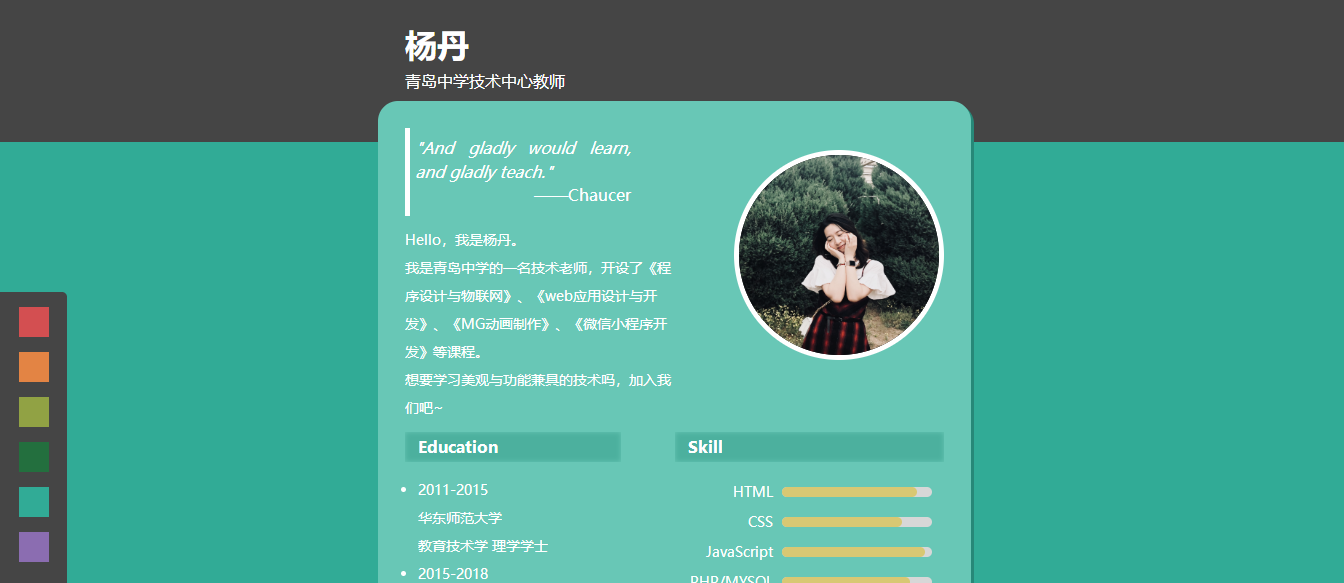 杨丹
青岛中学技术中心教师
"And gladly would learn,
and gladly teach."
——Chaucer
Hello，我是杨丹。
我是青岛中学的一名技术老师，开设了《程
序设计与物联网》、《web应用设计与开
发》、《MG动画制作》、《微信小程序开
发》等课程。
想要学习美观与功能兼具的技术吗，加入我
们吧~
Education
2011-2015
华东师范大学
教育技术学 理学学士
2015-2018
Skill
HTML
CSS
JavaScript
PHP/MYSQL